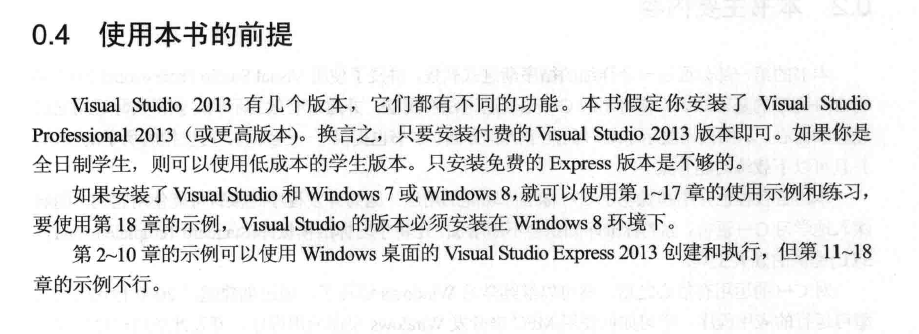 0.4 使用本书的前提
Visual Studio 2013 有几个版本，它们都有不同的功能。本书假定你安装了 Visual Studio
Professional 2013（或更高版本)。换言之，只要安装付费的 Visual Studio 2013 版本即可。如果你是
全日制学生，则可以使用低成本的学生版本。只安装免费的 Express 版本是不够的。
如果安装了 Visual Studio 和 Windows 7 或 Windows 8，就可以使用第 1~17 章的使用示例和练习，
要使用第 18 章的示例，Visual Studio 的版本必须安装在 Windows 8 环境下。
第 2~10 章的示例可以使用 Windows 桌面的 Visual Studio Express 2013 创建和执行，但第 11~18
章的示例不行。